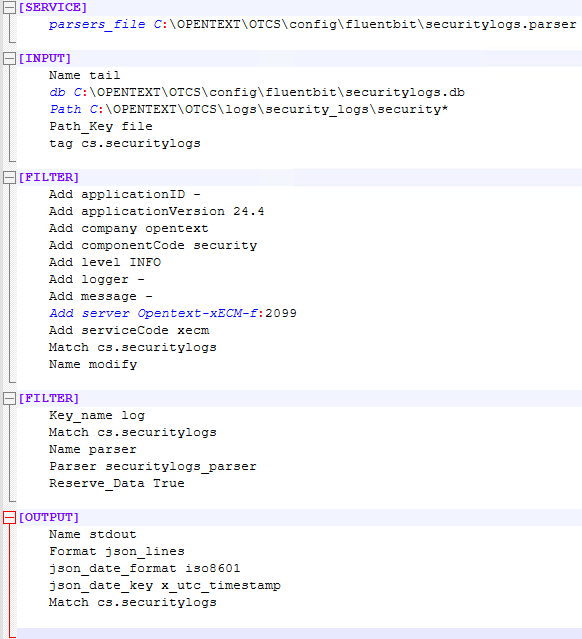 [SERVICE]
parsers_file C:\OPENTEXT\OTCS\config\fluentbit\securitylogs.parser
[INPUT]
Name tail
db C:\OPENTEXT\OTCS\config\fluentbit\securitylogs.db
Path C:\OPENTEXT\OTCS\logs\security_logs\security*
Path_Key file
tag cs.securitylogs
[FILTER]
Add applicationID -
Add applicationVersion 24.4
Add company opentext
Add componentCode security
Add level INFO
Add logger -
Add message -
Add server Opentext-xECM-f:2099
Add serviceCode xecm
Match cs.securitylogs
Name modify
[FILTER]
Key_name log
Match cs.securitylogs
Name parser
Parser securitylogs_parser
Reserve_Data True
[OUTPUT]
Name stdout
Format json_lines
json_date_format iso8601
json_date_key x_utc_timestamp
Match cs.securitylogs